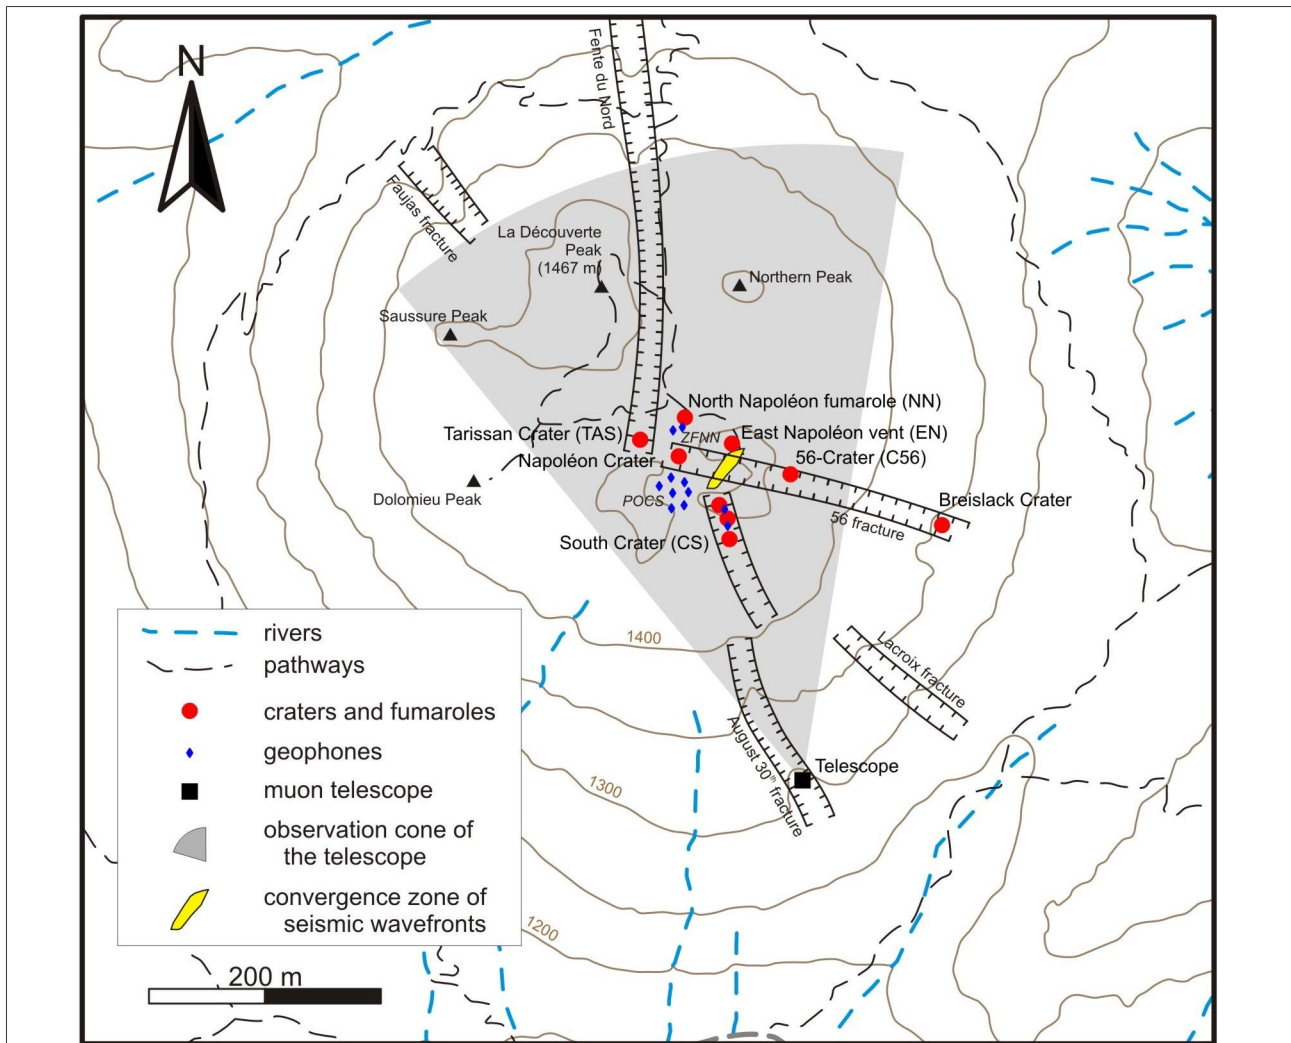 N
Fente du Nord
Faujas fracture
La Découverte
Peak
(1467 m)
Northern Peak
Saussure Peak
North Napoléon fumarole (NN)
Tarissan Crater (TAS)
ZFNN
East Napoléon vent (EN)
Napoléon Crater
56-Crater (C56)
Dolomieu Peak
POCS
Breislack Crater
56 fracture
South Crater (CS)
1400
Lacroix fracture
August 30th fracture
Telescope
1300
1200
rivers
pathways
craters and fumaroles
geophones
muon telescope
observation cone of
the telescope
convergence zone of
seismic wavefronts
200 m